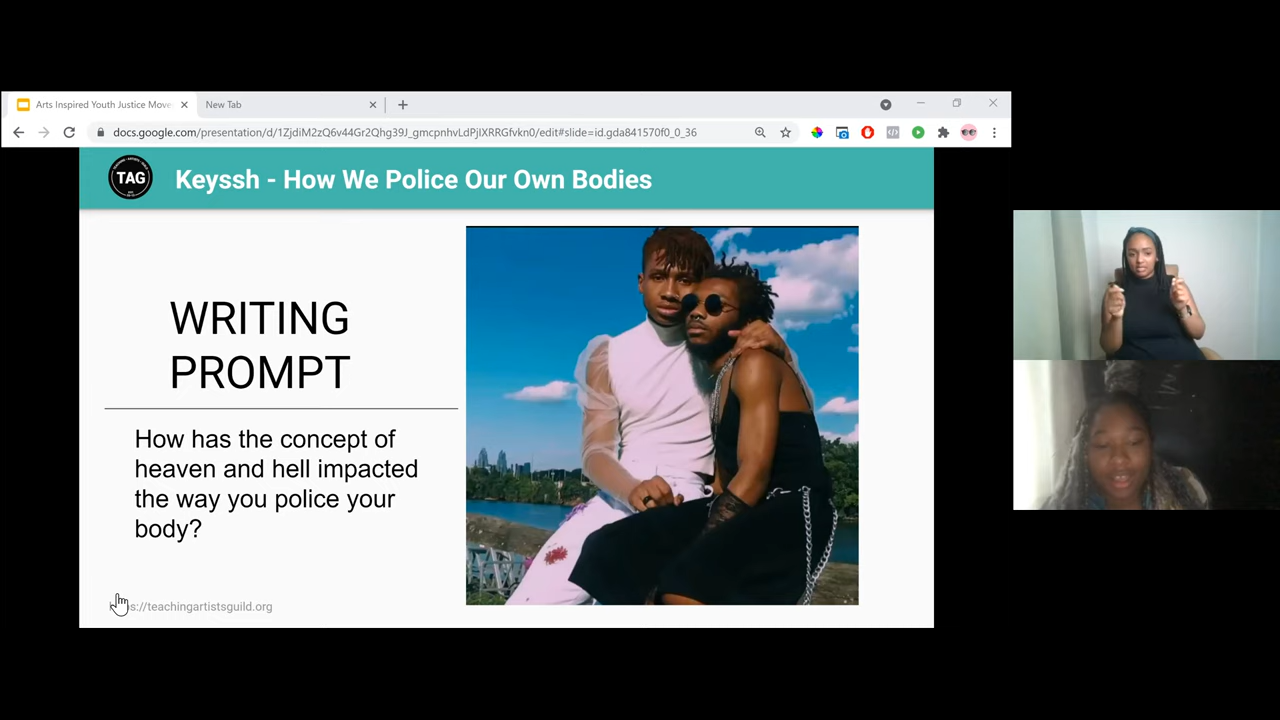 Arts Inspired Youth Justice Move
New Tab
docs.google.com/presentation/d/1ZjdiM2zQ6v44Gr2Qhg39J_gmcpnhvLdPjIXRRGfvkn0/edit#slide=id.gda841570f0_0_36
TAG
Keyssh - How We Police Our Own Bodies
WRITING
PROMPT
How has the concept of
heaven and hell impacted
the way you police your
body?
s://teachingartistsguild.org